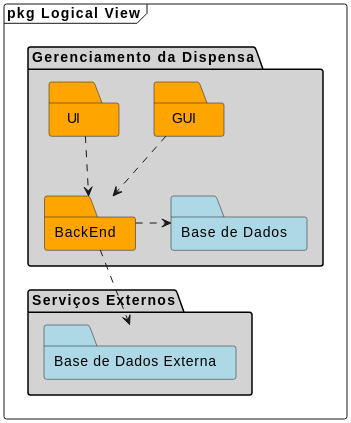 pkg Logical View
Gerenciamento da Dispensa
UI
GUI
BackEnd
Base de Dados
Serviços Externos
Base de Dados Externa